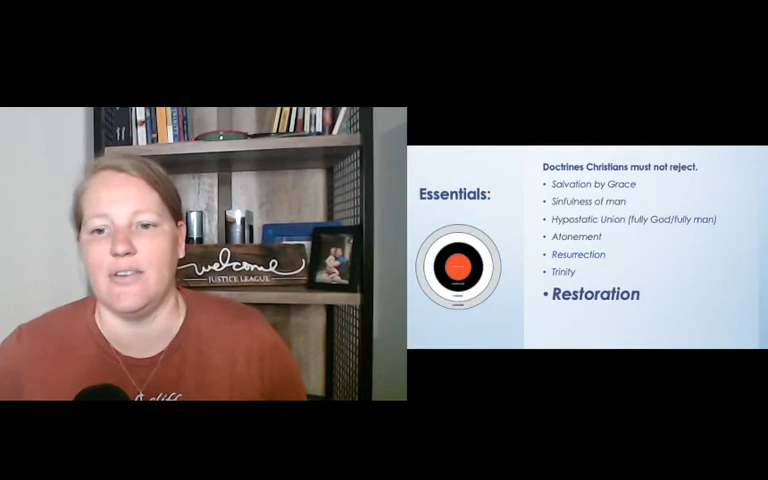 welcome
JUSTICE LEAGUE
Essentials:
Doctrines Christians must not reject.
• Salvation by Grace
• Sinfulness of man
• Hypostatic Union (fully God/fully man)
• Atonement
• Resurrection
• Trinity
• Restoration